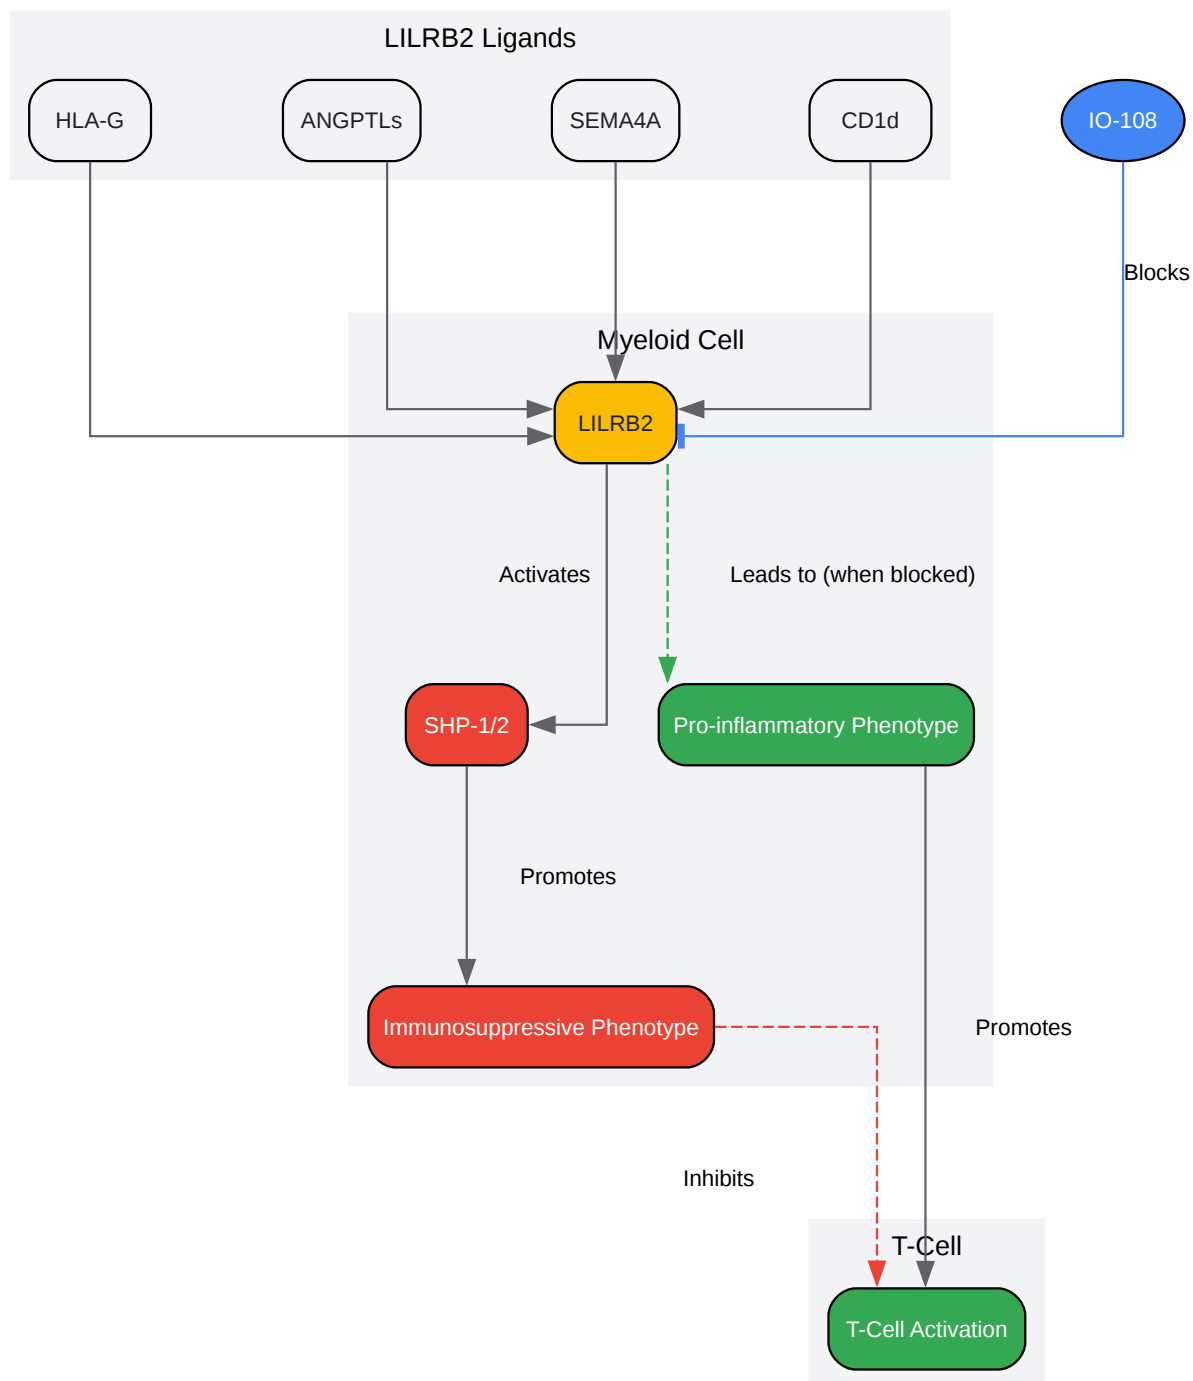 LILRB2 Ligands
HLA-G
ANGPTLs
SEMA4A
CD1d
IO-108
Blocks
Myeloid Cell
LILRB2
Activates
Leads to (when blocked)
SHP-1/2
Pro-inflammatory Phenotype
Promotes
Immunosuppressive Phenotype
Promotes
Inhibits
T-Cell
T-Cell Activation